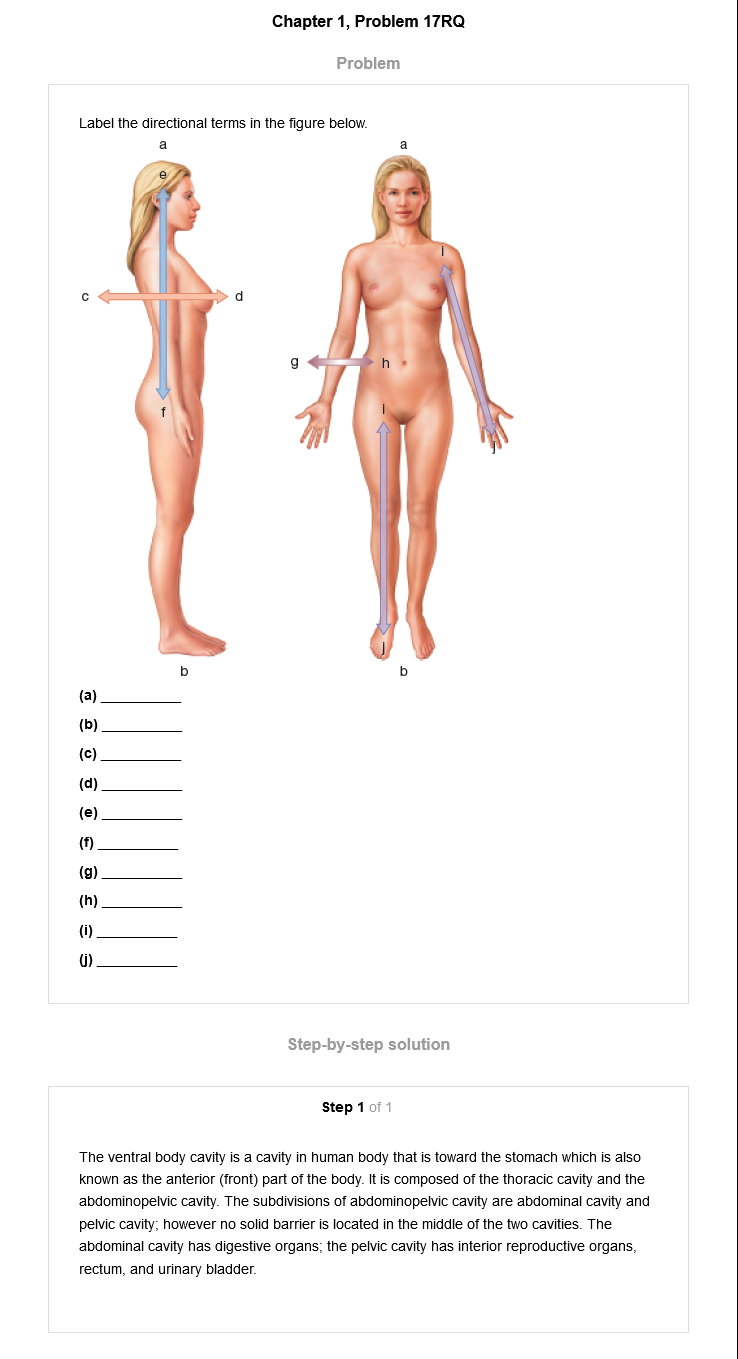 Chapter 1, Problem 17RQ
Problem
Label the directional terms in the figure below.
a
a
e
i
c
d
g
h
f
i
j
j
b
b
(a) __________
(b) __________
(c) __________
(d) __________
(e) __________
(f) __________
(g) __________
(h) __________
(i) __________
(j) __________
Step-by-step solution
Step 1 of 1
The ventral body cavity is a cavity in human body that is toward the stomach which is also
known as the anterior (front) part of the body. It is composed of the thoracic cavity and the
abdominopelvic cavity. The subdivisions of abdominopelvic cavity are abdominal cavity and
pelvic cavity; however no solid barrier is located in the middle of the two cavities. The
abdominal cavity has digestive organs; the pelvic cavity has interior reproductive organs,
rectum, and urinary bladder.